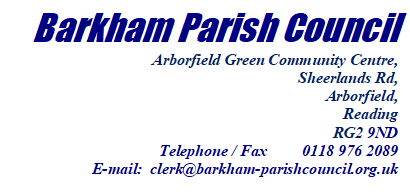 Barkham Parish Council
Arborfield Green Community Centre,
Sheerlands Rd,
Arborfield,
Reading
RG2 9ND
Telephone / Fax 0118 976 2089
E-mail: clerk@barkham-parishcouncil.org.uk